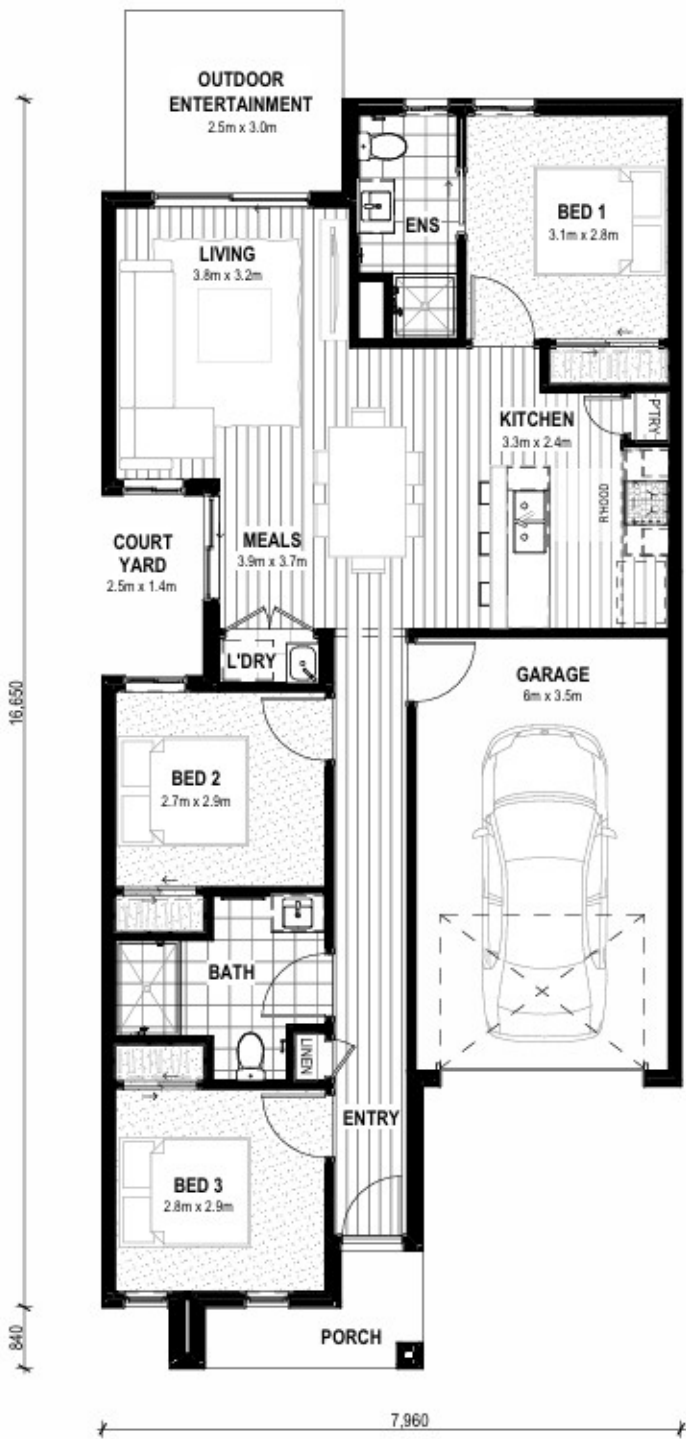 OUTDOOR
ENTERTAINMENT
2.5m x 3.0m
ENS
BED 1
3.1m x 2.8m
LIVING
3.8m x 3.2m
PTRY
KITCHEN
3.3m x 2.4m
R.HOOD
COURT
YARD
2.5m x 1.4m
MEALS
3.9m x 3.7m
L'DRY
GARAGE
6m x 3.5m
16,650
BED 2
2.7m x 2.9m
BATH
LINEN
ENTRY
BED 3
2.8m x 2.9m
840
PORCH
7,960